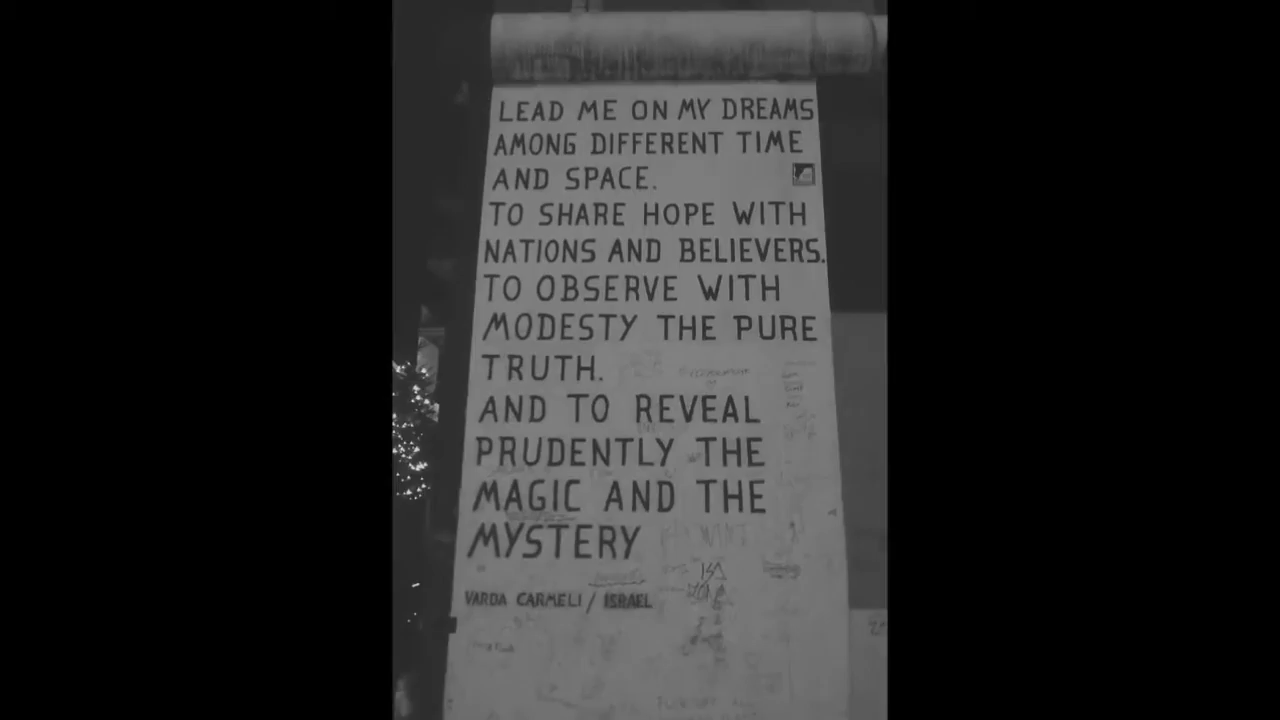 LEAD ME ON MY DREAMS
AMONG DIFFERENT TIME
AND SPACE.
TO SHARE HOPE WITH
NATIONS AND BELIEVERS.
TO OBSERVE WITH
MODESTY THE PURE
TRUTH.
AND TO REVEAL
PRUDENTLY THE
MAGIC AND THE
MYSTERY
VARDA CARMELI / ISRAEL